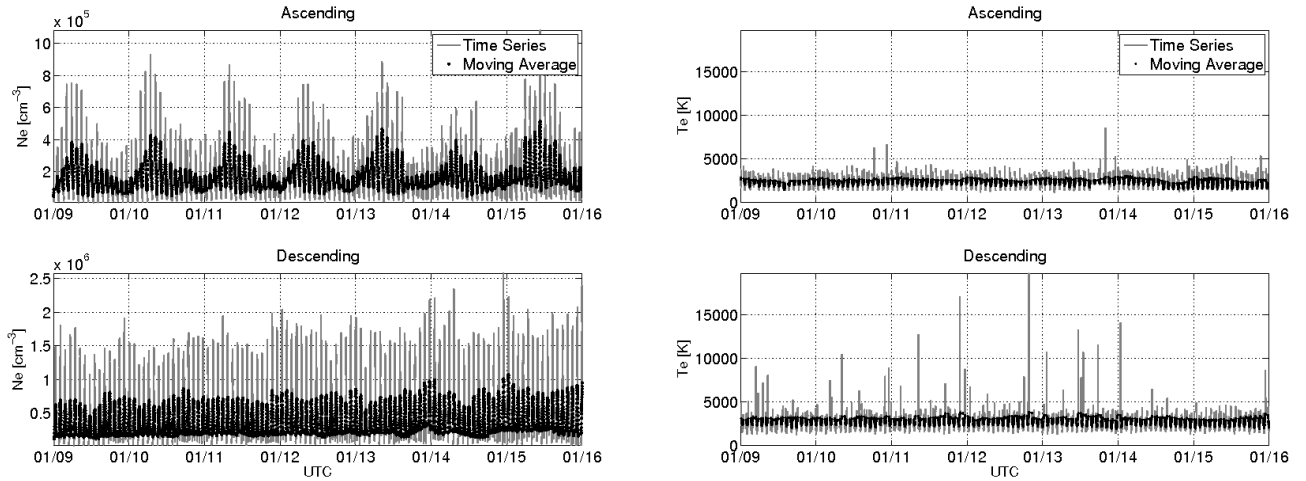 Ascending
x 10^5
Ne [cm^-3]
10
8
6
4
2
Time Series
Moving Average
01/09 01/10 01/11 01/12 01/13 01/14 01/15 01/16
Ascending
Te [K]
15000
10000
5000
0
Time Series
Moving Average
01/09 01/10 01/11 01/12 01/13 01/14 01/15 01/16
Descending
x 10^6
Ne [cm^-3]
2.5
2
1.5
1
0.5
01/09 01/10 01/11 01/12 01/13 01/14 01/15 01/16
UTC
Descending
Te [K]
15000
10000
5000
0
01/09 01/10 01/11 01/12 01/13 01/14 01/15 01/16
UTC